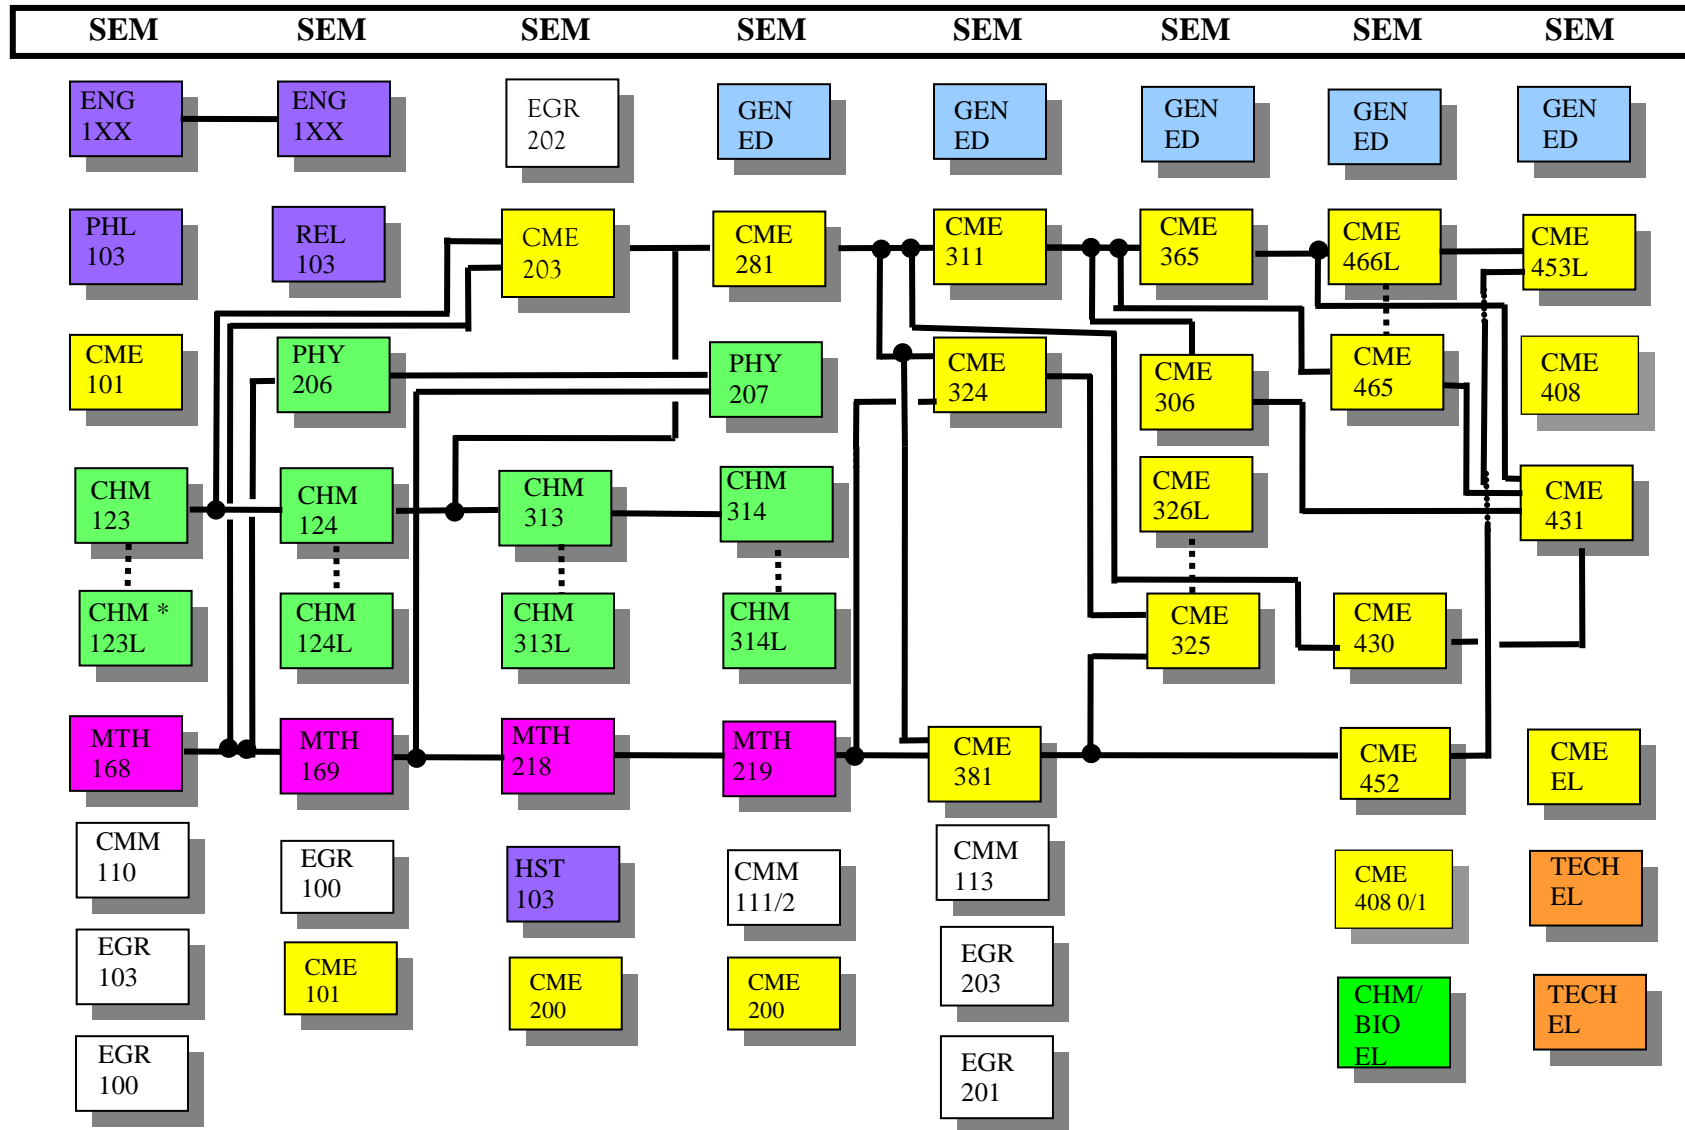 SEM SEM SEM SEM SEM SEM SEM SEM
ENG
1XX
ENG
1XX
EGR
202
GEN
ED
GEN
ED
GEN
ED
GEN
ED
GEN
ED
PHL
103
REL
103
CME
203
CME
281
CME
311
CME
365
CME
466L
CME
453L
CME
101
PHY
206
PHY
207
CME
324
CME
306
CME
465
CME
408
CHM
123
CHM
124
CHM
313
CHM
314
CME
326L
CME
431
CHM *
123L
CHM
124L
CHM
313L
CHM
314L
CME
325
CME
430
MTH
168
MTH
169
MTH
218
MTH
219
CME
381
CME
452
CME
EL
CMM
110
EGR
100
HST
103
CMM
111/2
CMM
113
CME
408 0/1
TECH
EL
EGR
103
CME
101
CME
200
CME
200
EGR
203
CHM/
BIO
EL
TECH
EL
EGR
100
EGR
201